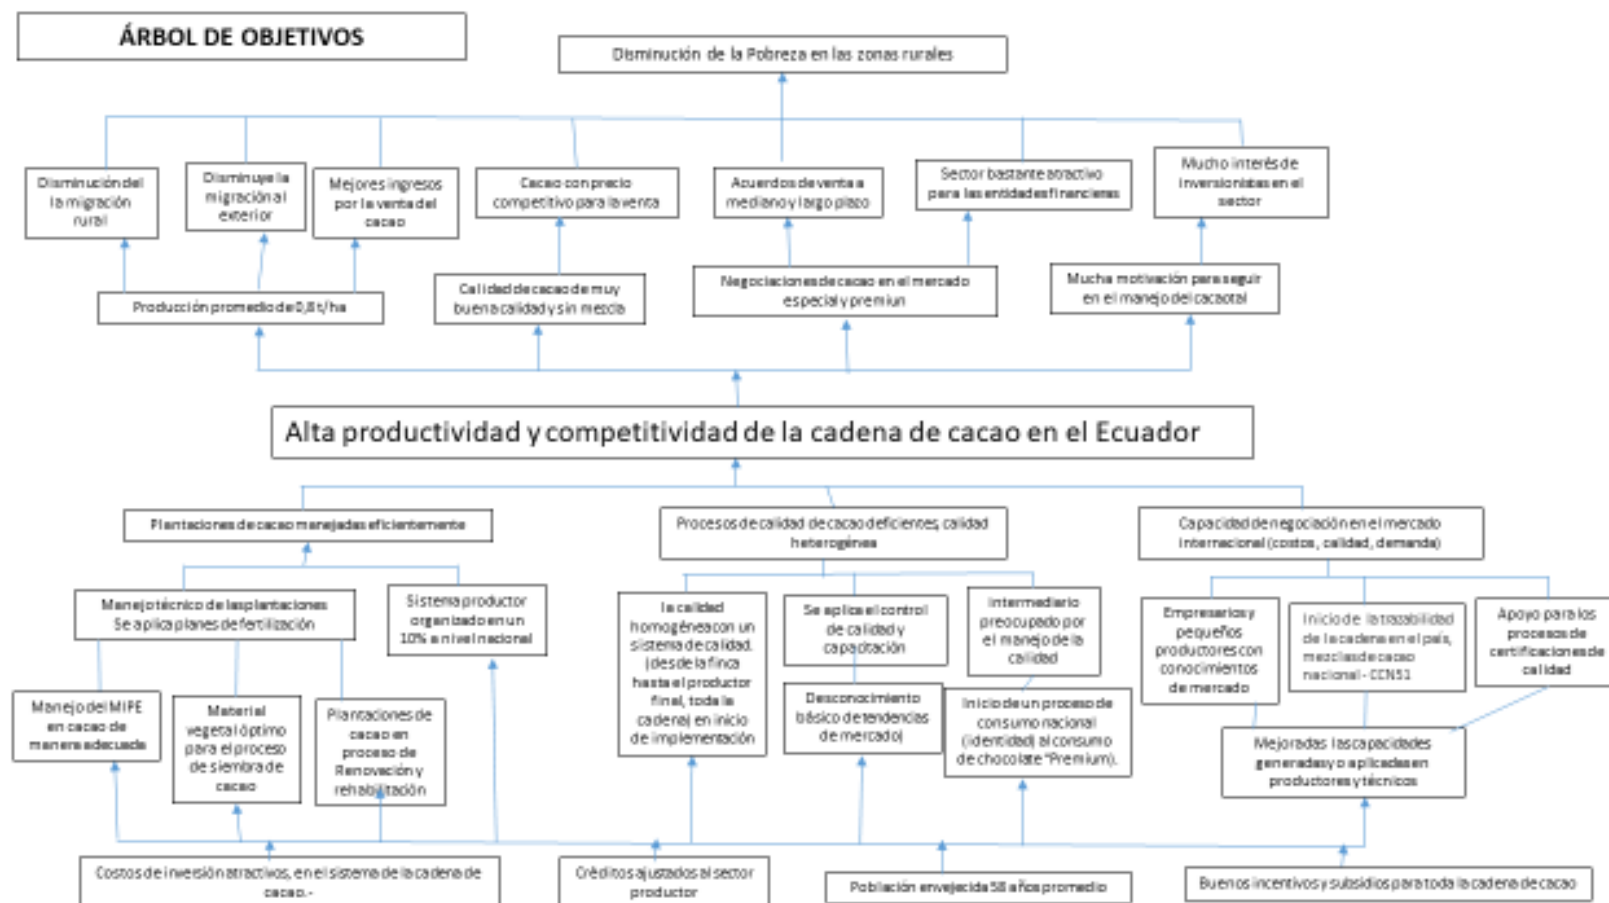 ÁRBOL DE OBJETIVOS
Disminución de la Pobreza en las zonas rurales
Disminución del
la migración
rural
Disminuye la
migración al
exterior
Mejores ingresos
por la venta del
cacao
Cacao con precio
competitivo para la venta
Acuerdos de venta a
mediano y largo plazo
Sector bastante atractivo
para las entidades financieras
Mucho interés de
inversionistas en el
sector
Producción promedio de 0,8 t/ha
Calidad de cacao de muy
buena calidad y sin mezcla
Negociaciones de cacao en el mercado
especial y premiun
Mucha motivación para seguir
en el manejo del cacaotal
Alta productividad y competitividad de la cadena de cacao en el Ecuador
Plantaciones de cacao manejadas eficientemente
Procesos de calidad de cacao deficientes, calidad
heterogénea
Capacidad de negociación en el mercado
internacional (costos, calidad, demanda)
Manejo técnico de las plantaciones
Se aplica planes de fertilización
Sistema productor
organizado en un
10% a nivel nacional
la calidad
homogénea con un
sistema de calidad.
(desde la finca
hasta el productor
final, toda la
cadena) en inicio
de implementación
Se aplica el control
de calidad y
capacitación
Intermediario
preocupado por
el manejo de la
calidad
Empresarios y
pequeños
productores con
conocimientos
de mercado
Inicio de la trazabilidad
de la cadena en el país,
mezclas de cacao
nacional - CCN51
Apoyo para los
procesos de
certificaciones de
calidad
Manejo del MIPE
en cacao de
manera adecuada
Material
vegetal óptimo
para el proceso
de siembra de
cacao
Plantaciones de
cacao en
proceso de
Renovación y
rehabilitación
Desconocimiento
básico de tendencias
de mercado)
Inicio de un proceso de
consumo nacional
(identidad) al consumo
de chocolate "Premium).
Mejoradas las capacidades
generadas y o aplicadas en
productores y técnicos
Costos de inversión atractivos, en el sistema de la cadena de
cacao.-
Créditos ajustados al sector
productor
Población envejecida 58 años promedio
Buenos incentivos y subsidios para toda la cadena de cacao